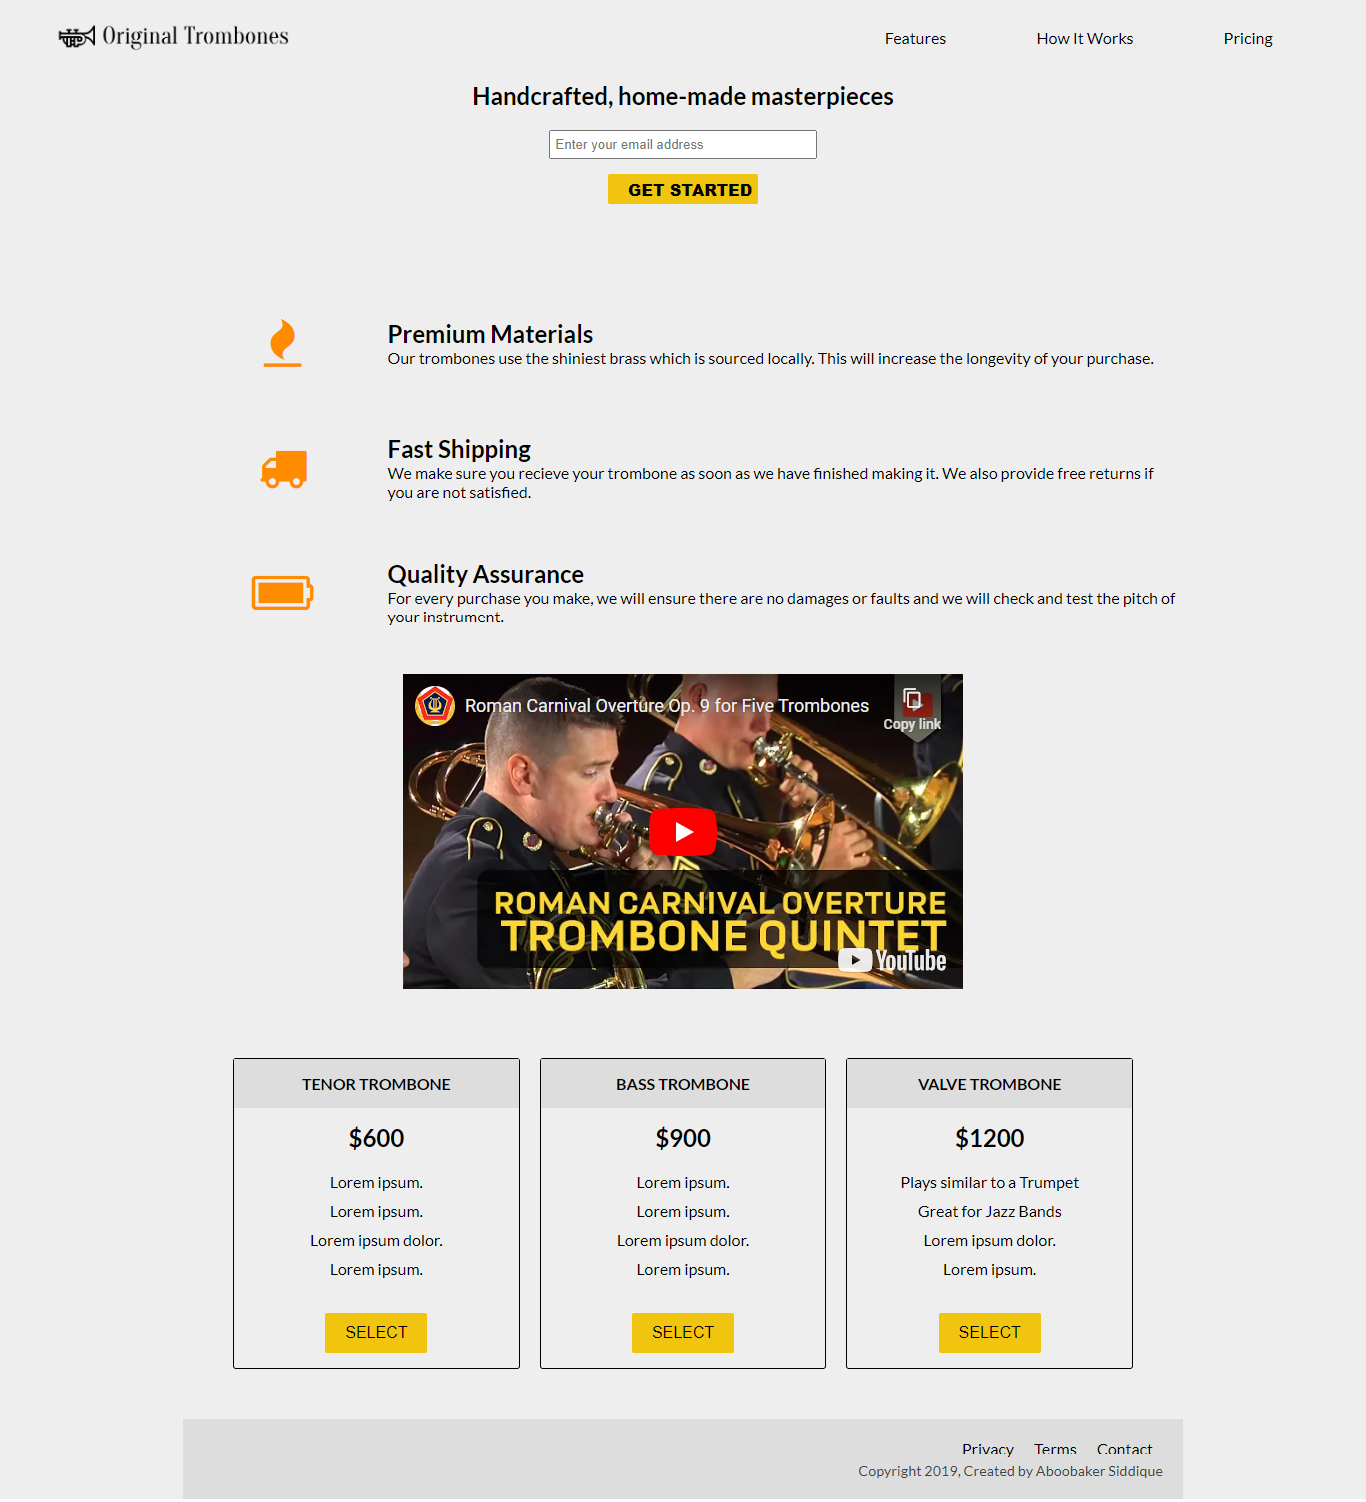 Original Trombones
Features
How It Works
Pricing
Handcrafted, home-made masterpieces
Enter your email address
GET STARTED
Premium Materials
Our trombones use the shiniest brass which is sourced locally. This will increase the longevity of your purchase.
Fast Shipping
We make sure you recieve your trombone as soon as we have finished making it. We also provide free returns if
you are not satisfied.
Quality Assurance
For every purchase you make, we will ensure there are no damages or faults and we will check and test the pitch of
your instrument.
Roman Carnival Overture Op. 9 for Five Trombones
Copy link
ROMAN CARNIVAL OVERTURE
TROMBONE QUINTET
YouTube
TENOR TROMBONE
$600
Lorem ipsum.
Lorem ipsum.
Lorem ipsum dolor.
Lorem ipsum.
SELECT
BASS TROMBONE
$900
Lorem ipsum.
Lorem ipsum.
Lorem ipsum dolor.
Lorem ipsum.
SELECT
VALVE TROMBONE
$1200
Plays similar to a Trumpet
Great for Jazz Bands
Lorem ipsum dolor.
Lorem ipsum.
SELECT
Privacy
Terms
Contact
Copyright 2019, Created by Aboobaker Siddique